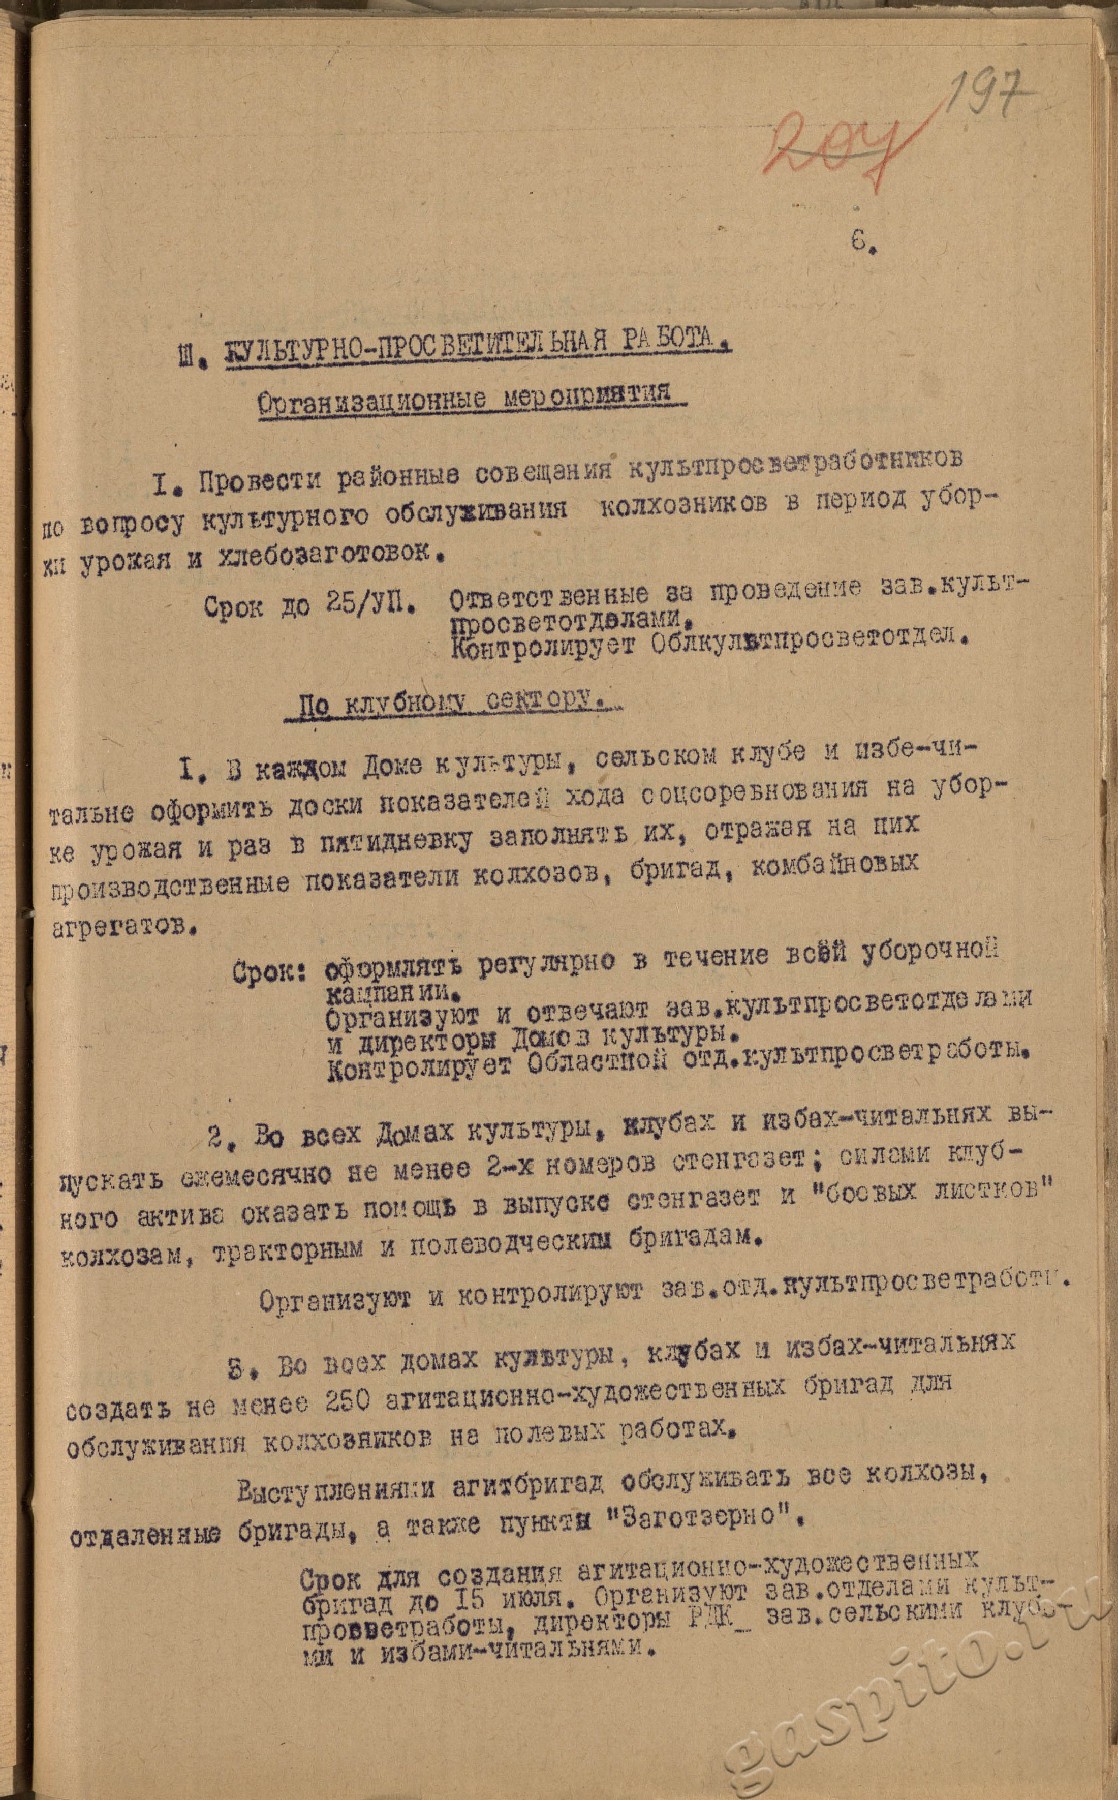 197
207
6.
Ш. КУЛЬТУРНО-ПРОСВЕТИТЕЛЬНАЯ РАБОТА.
Организационные мероприятия
I. Провести районные совещания культпросветработников
по вопросу культурного обслуживания колхозников в период убор-
ки урожая и хлебозаготовок.
Срок до 25/УП. Ответственные за проведение зав.культ-
просветотделами.
Контролирует Облкультпросветотдел.
По клубному сектору.
I. В каждом Доме культуры, сельском клубе и избе-чи-
тальне оформить доски показателей хода соцсоревнования на убор-
ке урожая и раз в пятидневку заполнять их, отражая на них
производственные показатели колхозов, бригад, комбайновых
агрегатов.
Срок: оформлять регулярно в течение всей уборочной
кампании.
Организуют и отвечают зав.культпросветотделами
и директоры Домов культуры.
Контролирует Областной отд.культпросветработы.
2. Во всех Домах культуры, клубах и избах-читальнях вы-
пускать ежемесячно не менее 2-х номеров стенгазет; силами клуб-
ного актива оказать помощь в выпуске стенгазет и "боевых листков"
колхозам, тракторным и полеводческим бригадам.
Организуют и контролируют зав.отд.культпросветработы.
3. Во всех домах культуры, клубах и избах-читальнях
создать не менее 250 агитационно-художественных бригад для
обслуживания колхозников на полевых работах.
Выступлениями агитбригад обслуживать все колхозы,
отдаленные бригады, а также пункты "Заготзерно".
Срок для создания агитационно-художественных
бригад до 15 июля. Организуют зав.отделами культ-
просветработы, директоры РДК_ зав.сельскими клуба-
ми и избами-читальнями.
gaspito.ru